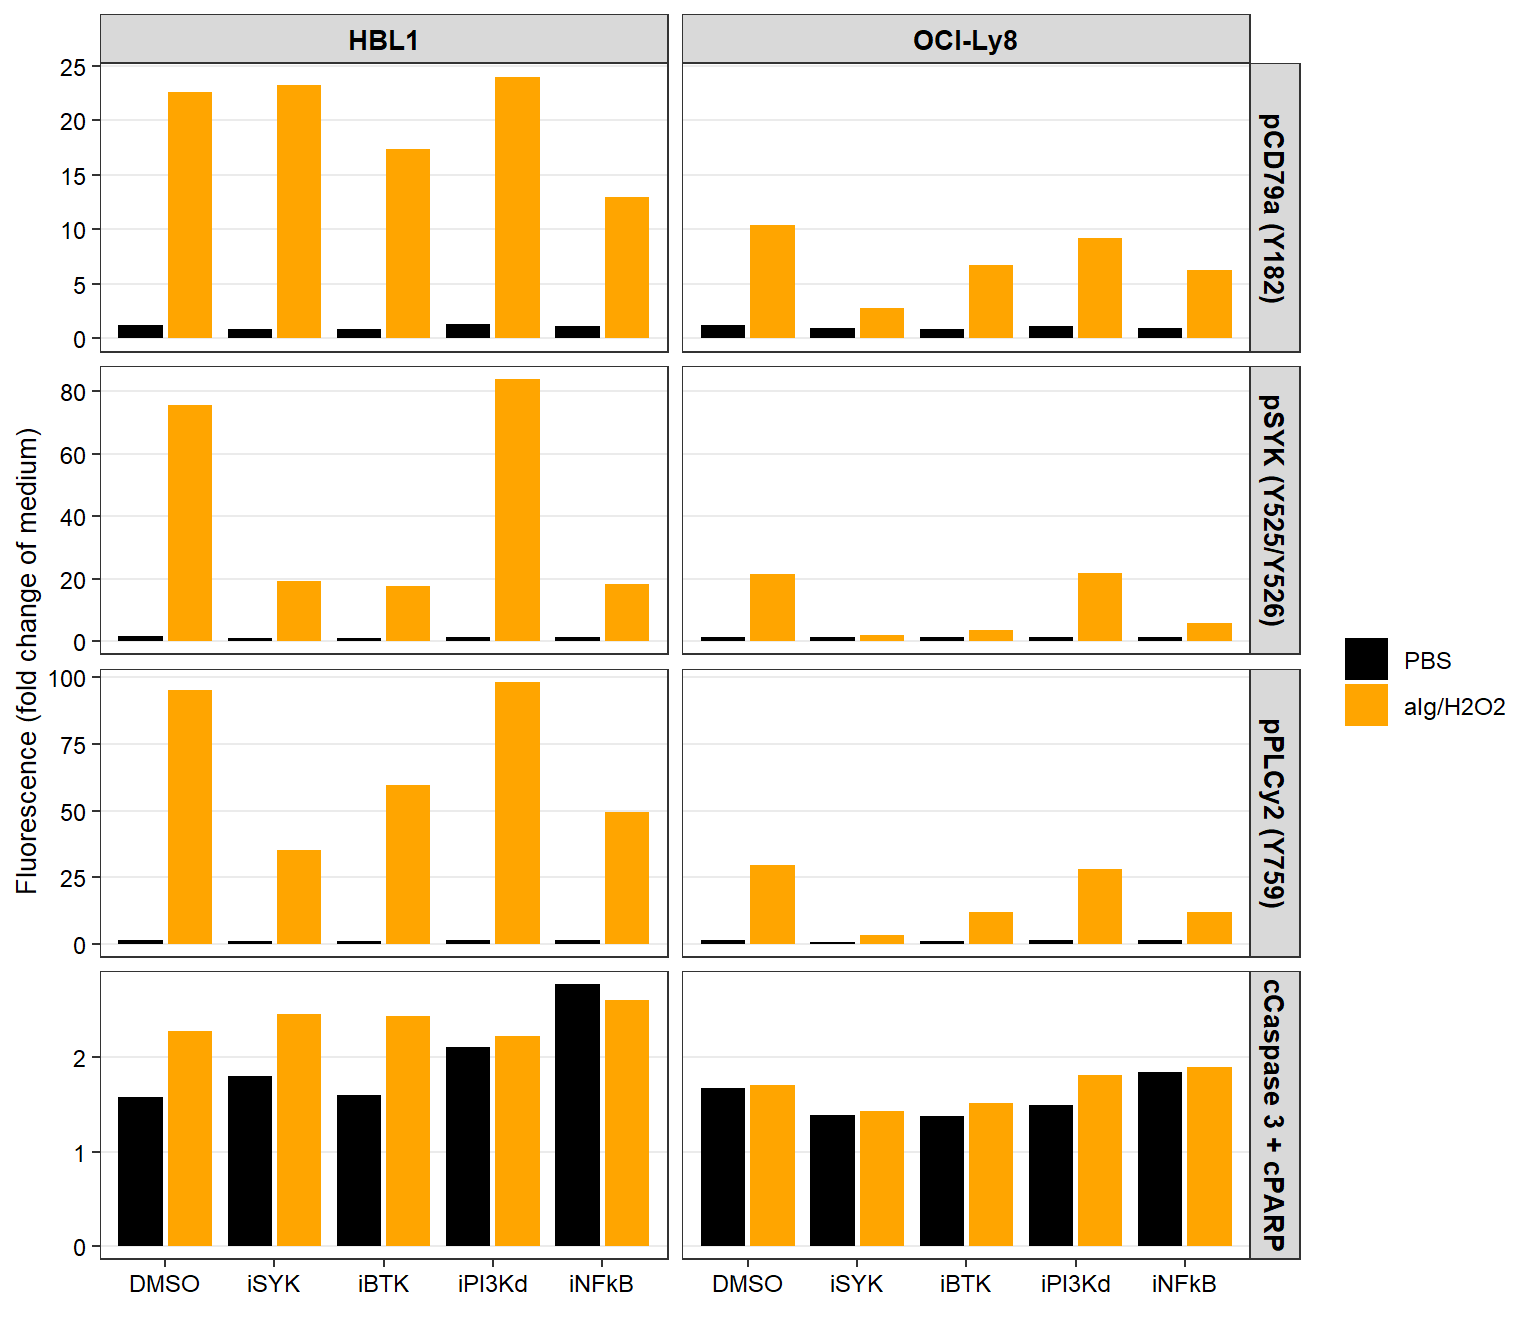 HBL1
OCI-Ly8
25
20
15
10
5
0
pCD79a (Y182)
80
60
40
20
0
pSYK (Y525/Y526)
100
75
50
25
0
pPLCy2 (Y759)
2
1
0
cCaspase 3 + cPARP
Fluorescence (fold change of medium)
DMSO iSYK iBTK iPI3Kd iNFkB
DMSO iSYK iBTK iPI3Kd iNFkB
PBS
aIg/H2O2